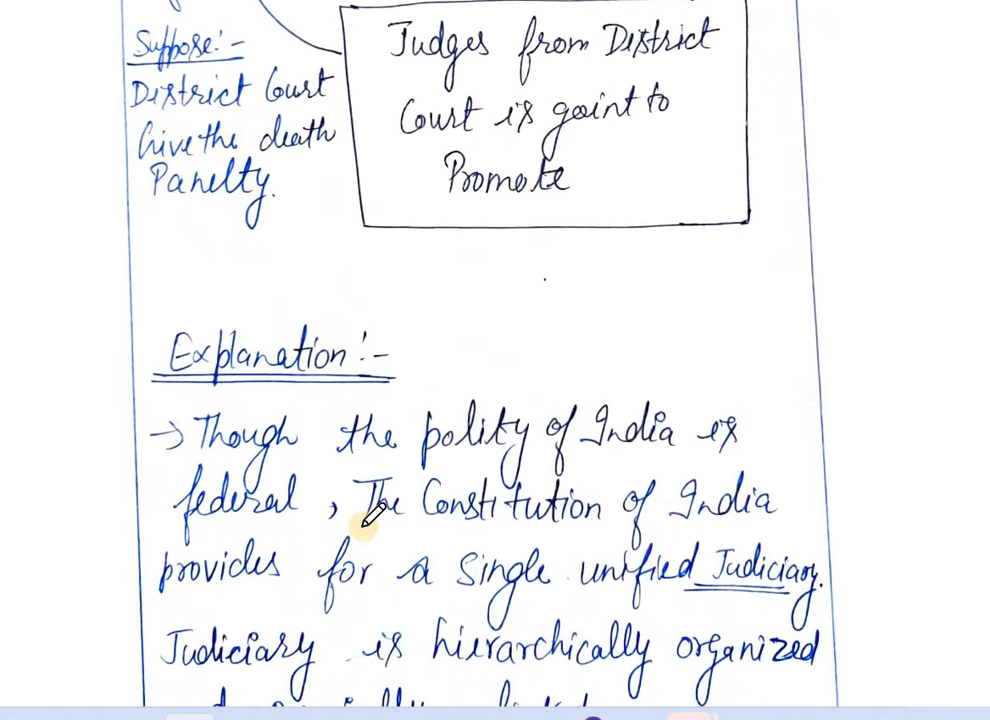 Suppose:-
District Court
Give the death
Panelty.
Judges from District
Court is goint to
Promote
Explanation:-
→ Though the polity of India is
federal, The Constitution of India
provides for a single unified Judiciary.
Judiciary is hierarchically organized